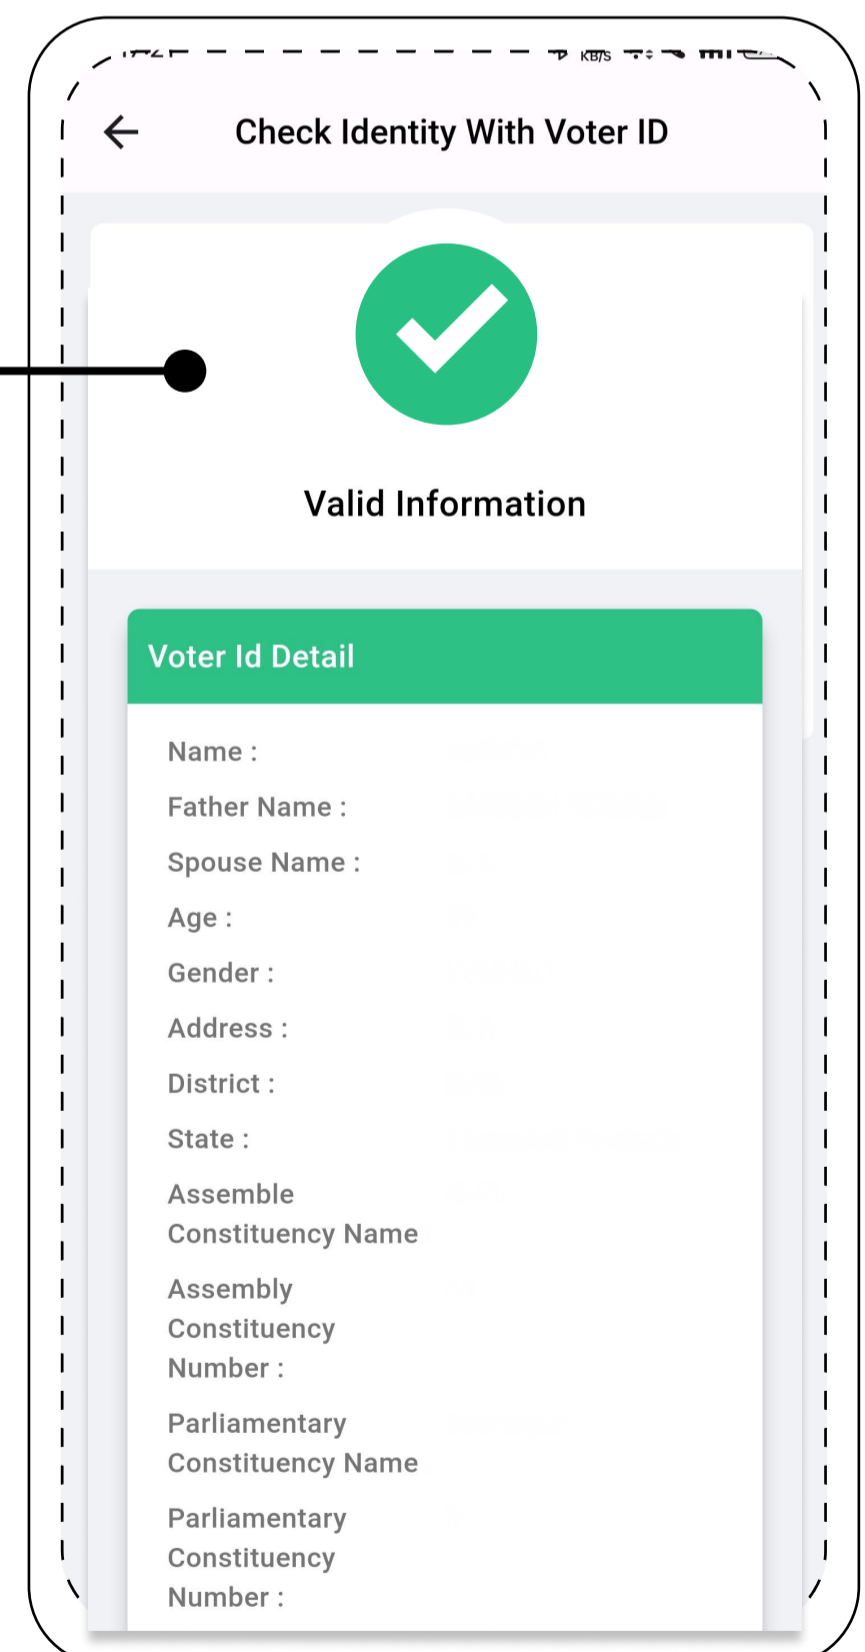 KB/S
Check Identity With Voter ID
Valid Information
Voter Id Detail
Name :
Father Name :
Spouse Name :
Age :
Gender :
Address :
District :
State :
Assemble
Constituency Name
Assembly
Constituency
Number :
Parliamentary
Constituency Name
Parliamentary
Constituency
Number :